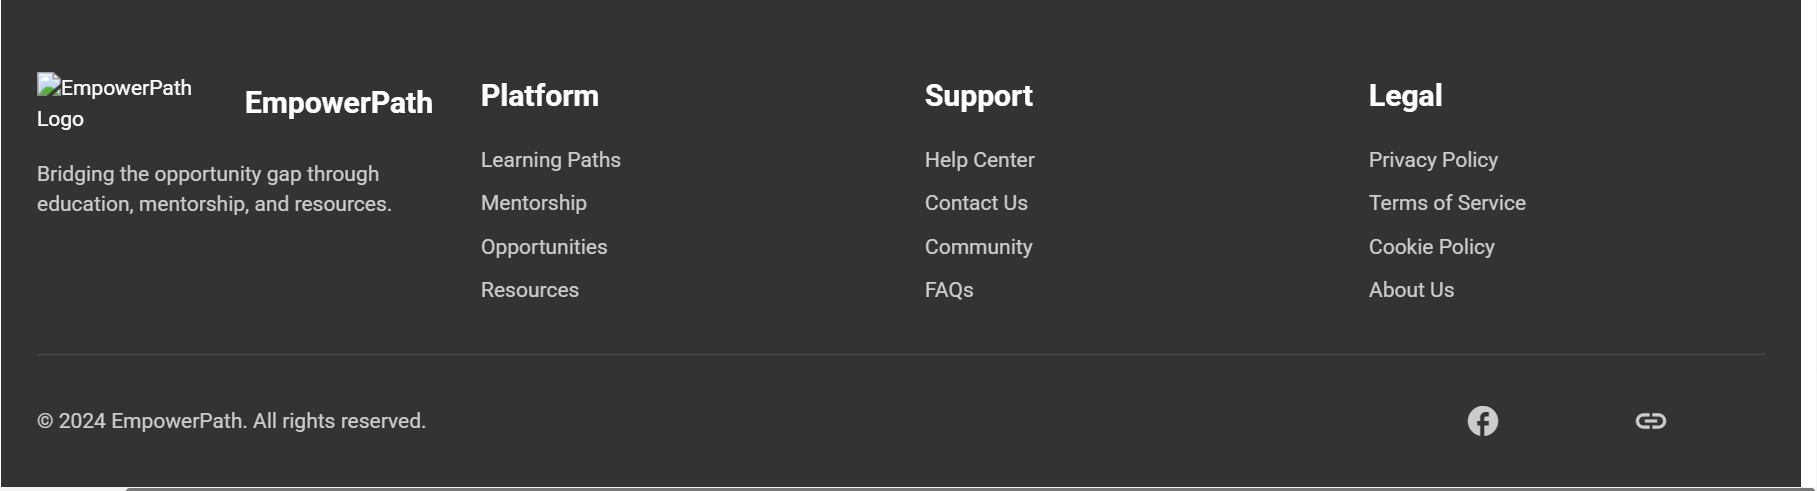 EmpowerPath
Logo
EmpowerPath
Bridging the opportunity gap through
education, mentorship, and resources.
Platform
Learning Paths
Mentorship
Opportunities
Resources
Support
Help Center
Contact Us
Community
FAQs
Legal
Privacy Policy
Terms of Service
Cookie Policy
About Us
© 2024 EmpowerPath. All rights reserved.